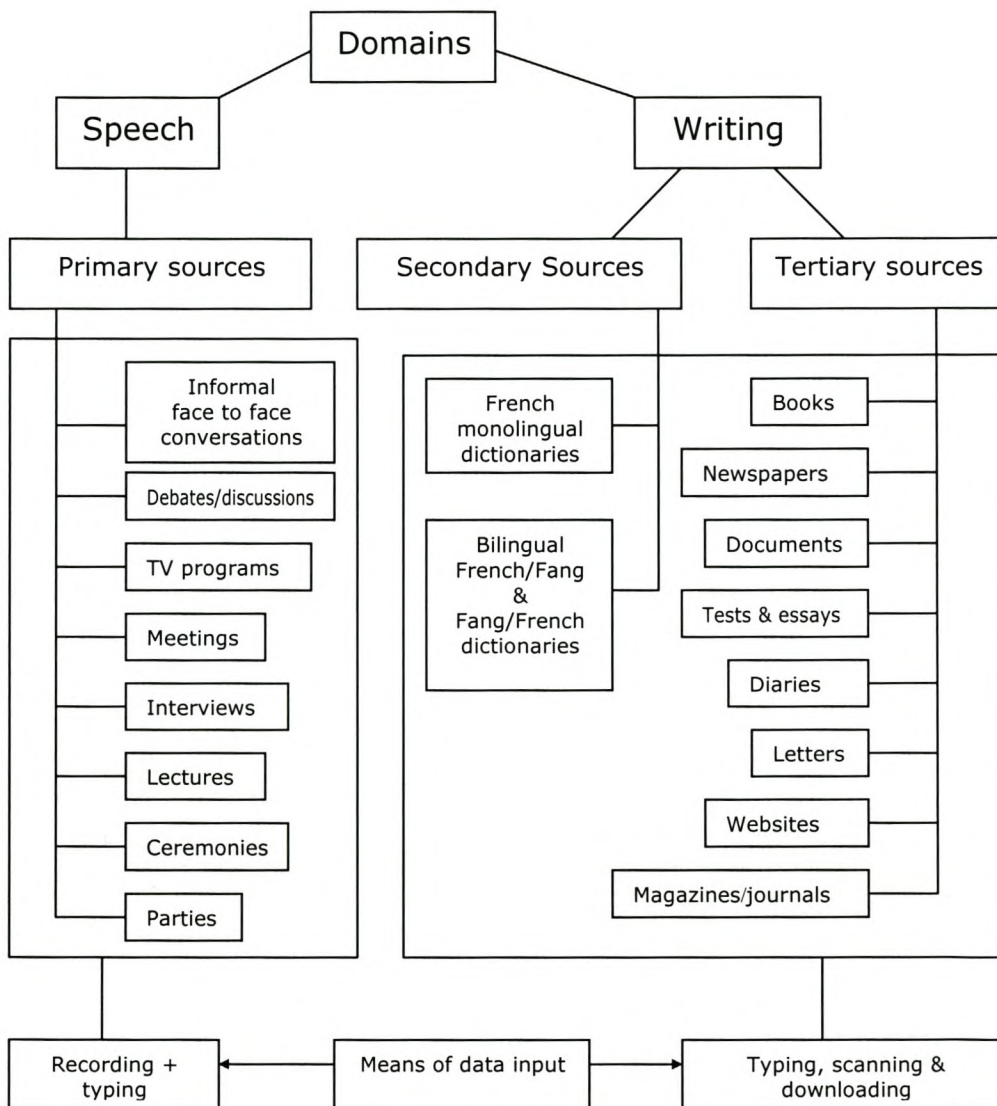 Domains
Speech
Writing
Primary sources
Secondary Sources
Tertiary sources
Informal
face to face
conversations
Debates/discussions
TV programs
Meetings
Interviews
Lectures
Ceremonies
Parties
French
monolingual
dictionaries
Bilingual
French/Fang
&
Fang/French
dictionaries
Books
Newspapers
Documents
Tests & essays
Diaries
Letters
Websites
Magazines/journals
Recording +
typing
Means of data input
Typing, scanning &
downloading